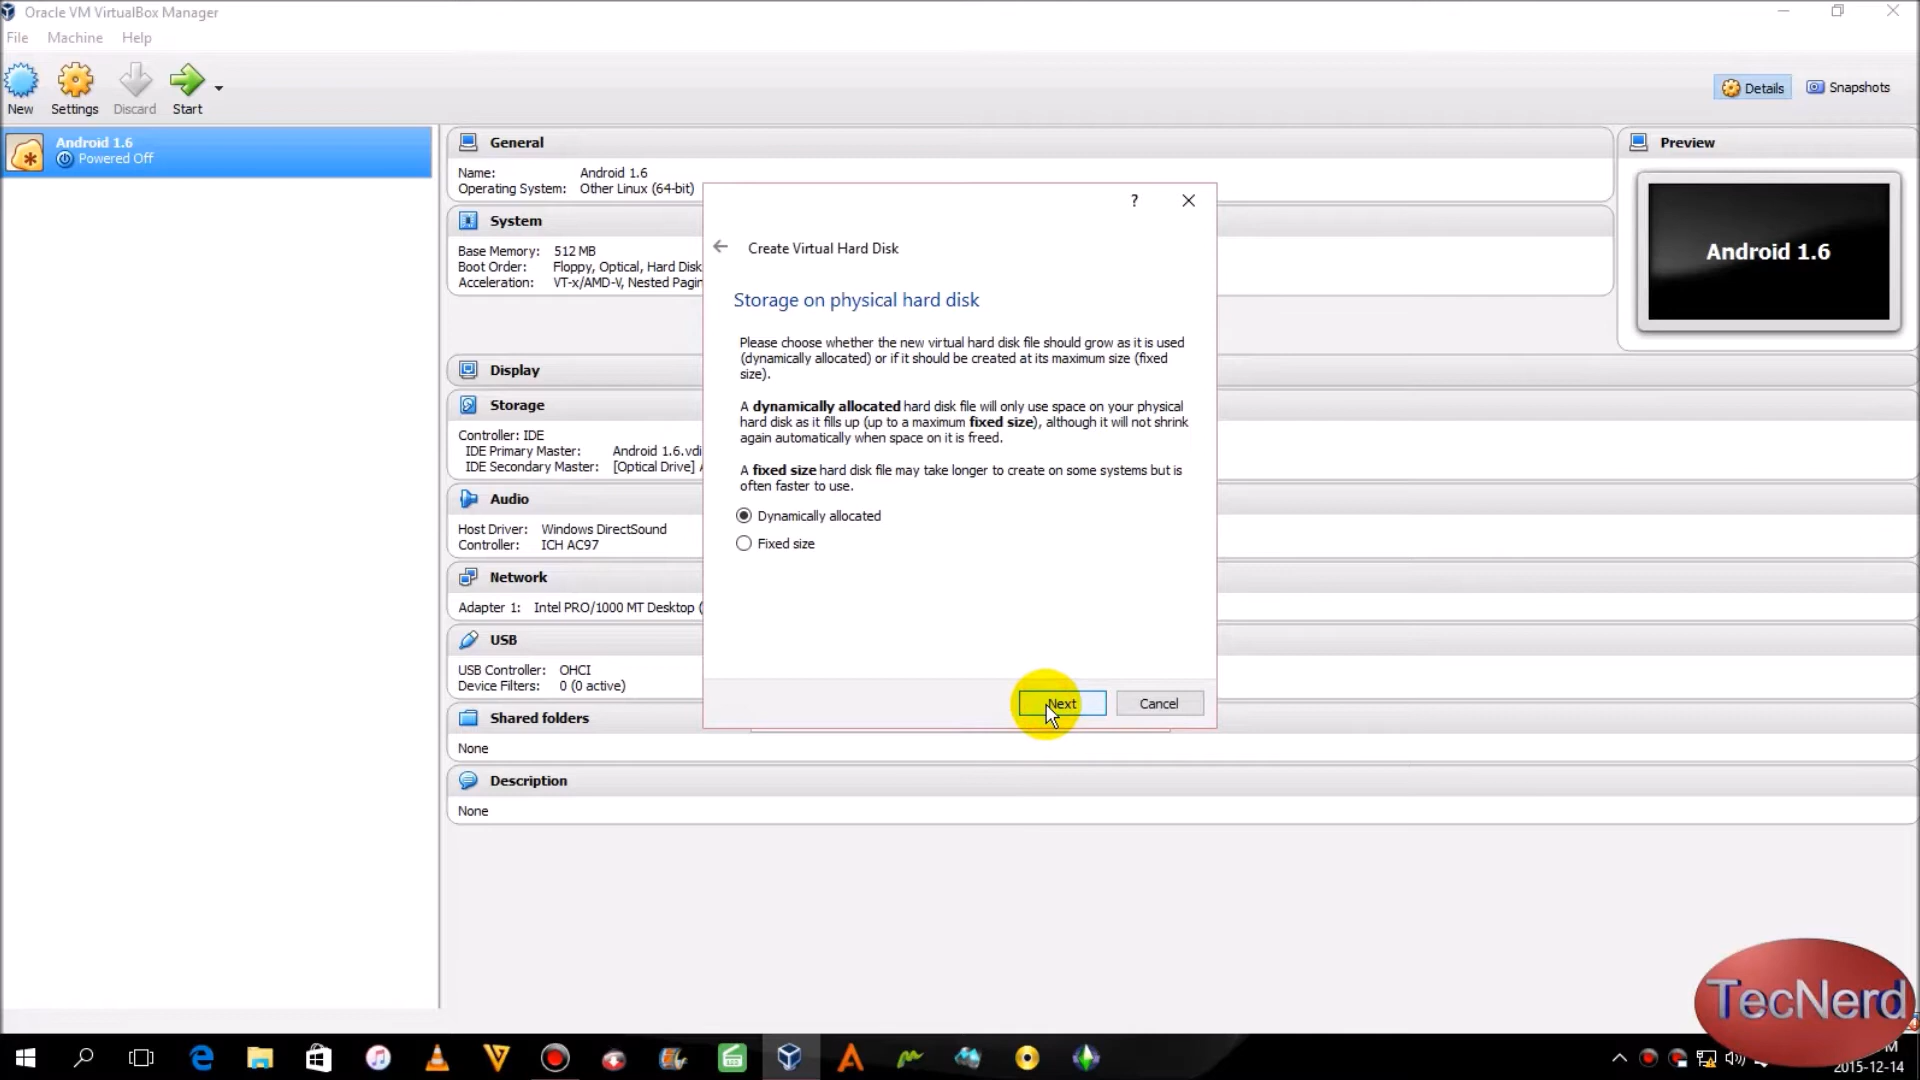 Oracle VM VirtualBox Manager
File Machine Help
New Settings Discard Start
Details Snapshots
Android 1.6
Powered Off
General
Name: Android 1.6
Operating System: Other Linux (64-bit)
System
Base Memory: 512 MB
Boot Order: Floppy, Optical, Hard Disk
Acceleration: VT-x/AMD-V, Nested Pagin
Display
Storage
Controller: IDE
IDE Primary Master: Android 1.6.vdi
IDE Secondary Master: [Optical Drive]
Audio
Host Driver: Windows DirectSound
Controller: ICH AC97
Network
Adapter 1: Intel PRO/1000 MT Desktop (
USB
USB Controller: OHCI
Device Filters: 0 (0 active)
Shared folders
None
Description
None
Preview
Android 1.6
?
Create Virtual Hard Disk
Storage on physical hard disk
Please choose whether the new virtual hard disk file should grow as it is used
(dynamically allocated) or if it should be created at its maximum size (fixed
size).
A dynamically allocated hard disk file will only use space on your physical
hard disk as it fills up (up to a maximum fixed size), although it will not shrink
again automatically when space on it is freed.
A fixed size hard disk file may take longer to create on some systems but is
often faster to use.
Dynamically allocated
Fixed size
Next Cancel
TecNerd
2015-12-14